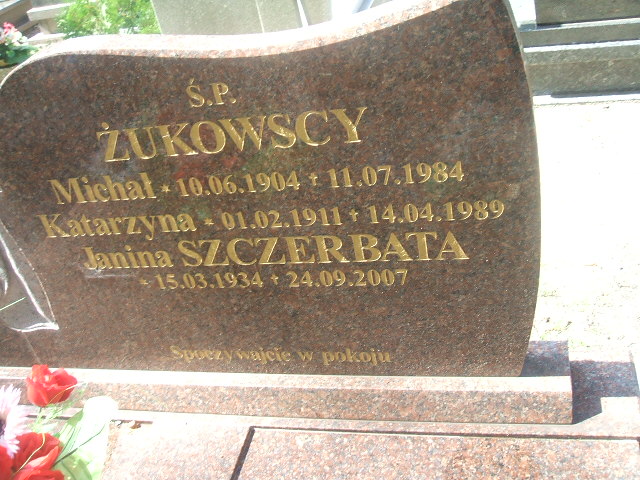 Ś.P.
ŻUKOWSCY
Michał * 10.06.1904 + 11.07.1984
Katarzyna * 01.02.1911 + 14.04.1989
Janina SZCZERBATA
* 15.03.1934 + 24.09.2007
Spoczywajcie w pokoju